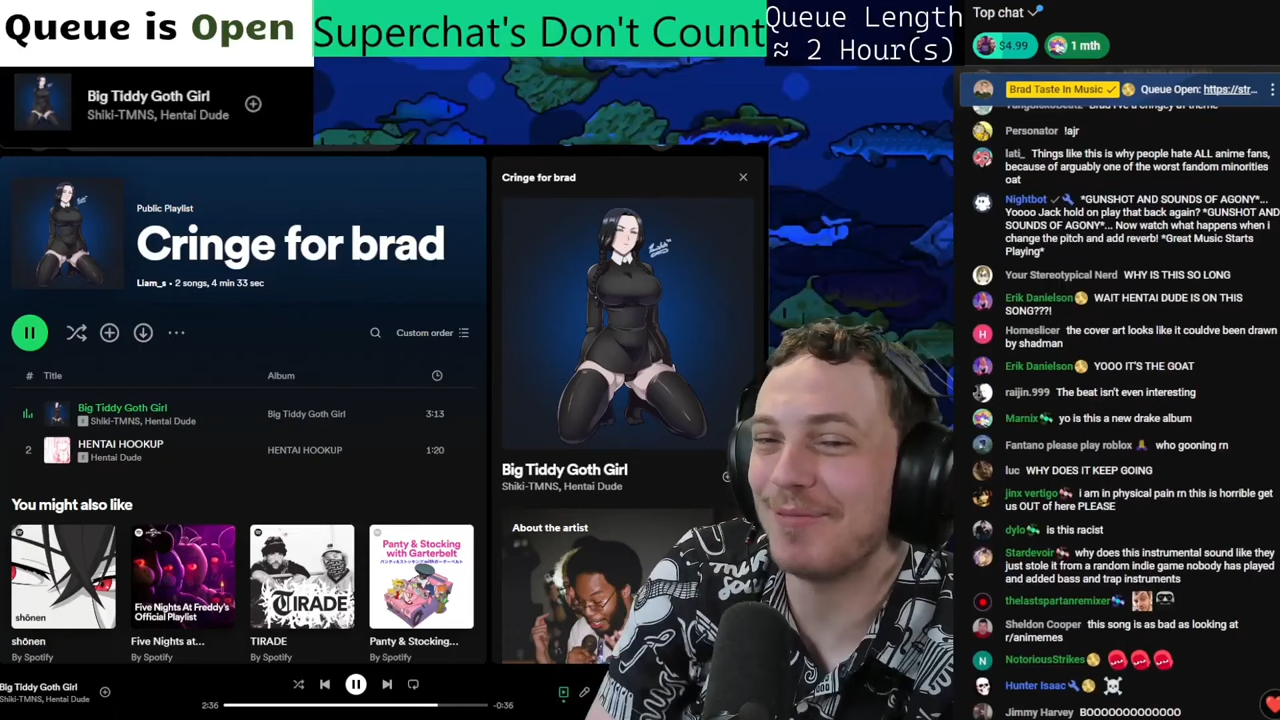 Queue is Open
Superchat's Don't Count
Queue Length
≈ 2 Hour(s)
Big Tiddy Goth Girl
Shiki-TMNS, Hentai Dude
Public Playlist
Cringe for brad
Liam_s • 2 songs, 4 min 33 sec
Custom order
# Title Album
Big Tiddy Goth Girl
E Shiki-TMNS, Hentai Dude
Big Tiddy Goth Girl
3:13
2
HENTAI HOOKUP
E Hentai Dude
HENTAI HOOKUP
1:20
You might also like
shōnen
Five Nights At Freddy's
Official Playlist
TIRADE
Panty & Stocking
with Garterbelt
shōnen
By Spotify
Five Nights at...
By Spotify
TIRADE
By Spotify
Panty & Stocking...
By Spotify
Cringe for brad
Big Tiddy Goth Girl
Shiki-TMNS, Hentai Dude
About the artist
Big Tiddy Goth Girl
Shiki-TMNS, Hentai Dude
2:36
-0:36
Top chat
$4.99
1 mth
Brad Taste In Music Queue Open: https://str...
Personator !ajr
lati_ Things like this is why people hate ALL anime fans,
because of arguably one of the worst fandom minorities
oat
Nightbot *GUNSHOT AND SOUNDS OF AGONY*...
Yoooo Jack hold on play that back again? *GUNSHOT AND
SOUNDS OF AGONY*... Now watch what happens when i
change the pitch and add reverb! *Great Music Starts
Playing*
Your Stereotypical Nerd WHY IS THIS SO LONG
Erik Danielson WAIT HENTAI DUDE IS ON THIS
SONG???!
Homeslicer the cover art looks like it couldve been drawn
by shadman
Erik Danielson YOOO IT'S THE GOAT
raijin.999 The beat isn't even interesting
Marnix yo is this a new drake album
Fantano please play roblox who gooning rn
luc WHY DOES IT KEEP GOING
jinx vertigo i am in physical pain rn this is horrible get
us OUT of here PLEASE
dylo is this racist
Stardevoir why does this instrumental sound like they
just stole it from a random indie game nobody has played
and added bass and trap instruments
thelastspartanremixer
Sheldon Cooper this song is as bad as looking at
r/animemes
NotoriousStrikes
Hunter Isaac
Jimmy Harvey BOOOOOOOOOOOO